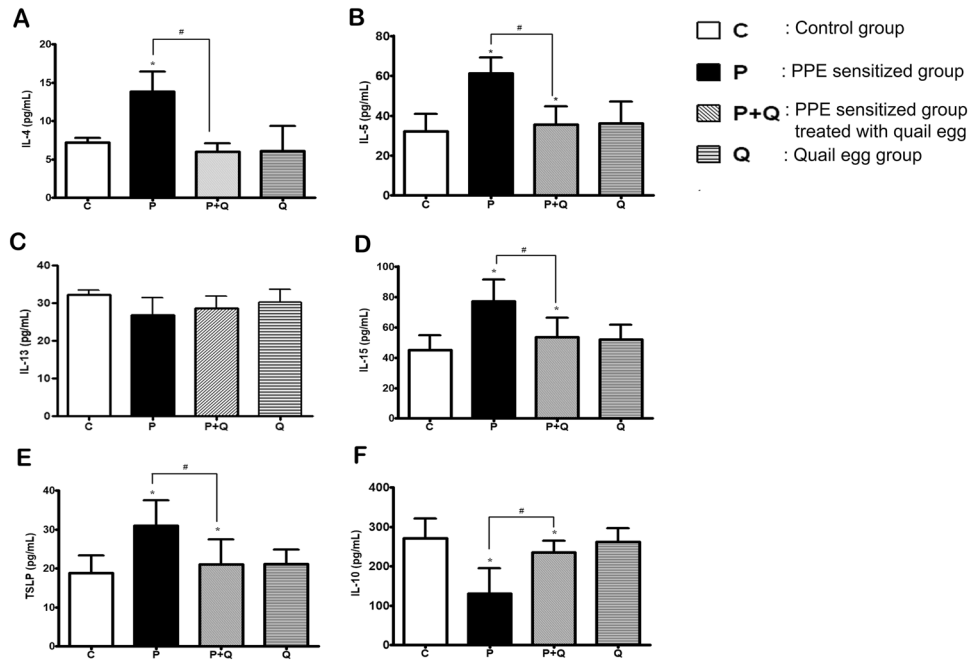 A
IL-4 (pg/mL)
20
15
10
5
0
*
#
C P P+Q Q
B
IL-5 (pg/mL)
80
60
40
20
0
*
#
*
C P P+Q Q
C : Control group
P : PPE sensitized group
P+Q : PPE sensitized group
treated with quail egg
Q : Quail egg group
C
IL-13 (pg/mL)
40
30
20
10
0
C P P+Q Q
D
IL-15 (pg/mL)
100
80
60
40
20
0
*
#
*
C P P+Q Q
E
TSLP (pg/mL)
40
30
20
10
0
*
#
*
C P P+Q Q
F
IL-10 (pg/mL)
400
300
200
100
0
*
#
*
C P P+Q Q